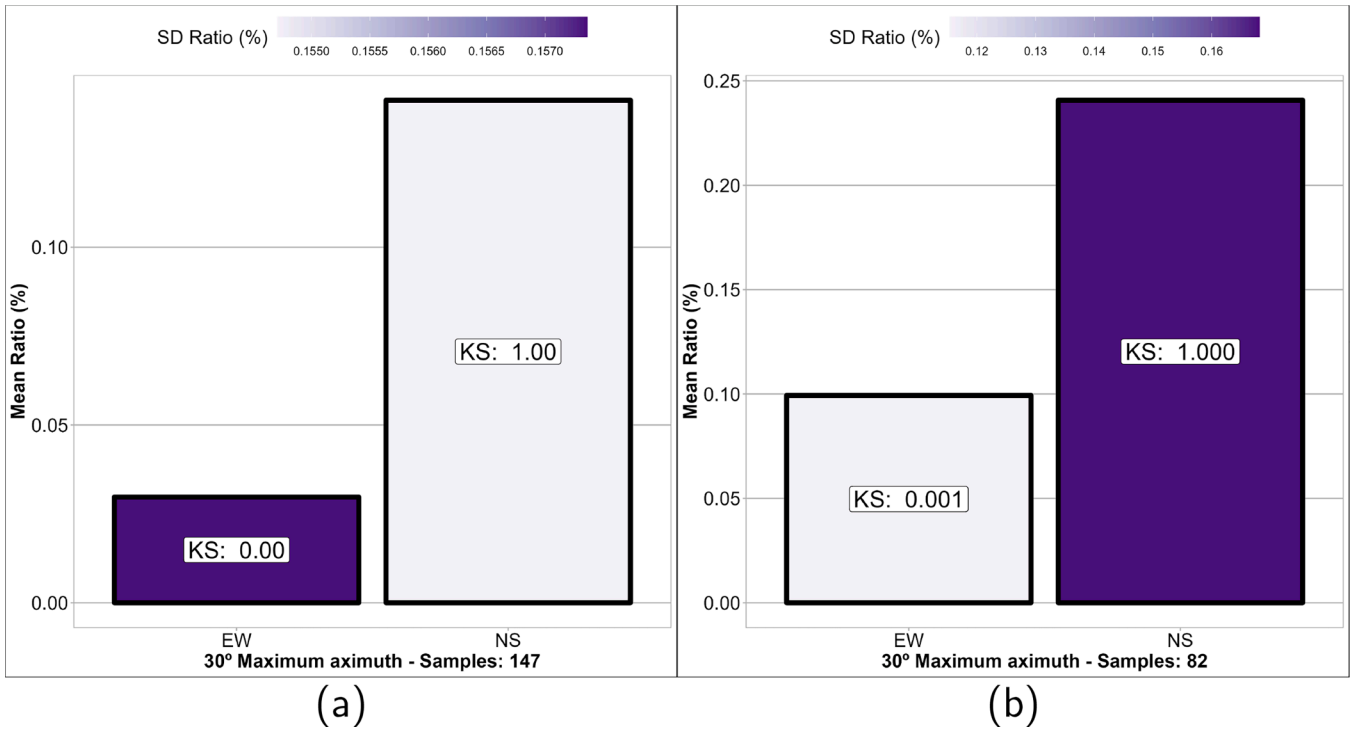 SD Ratio (%)
0.1550 0.1555 0.1560 0.1565 0.1570
Mean Ratio (%)
0.10
0.05
0.00
KS: 1.00
KS: 0.00
EW NS
30º Maximum aximuth - Samples: 147
(a)
SD Ratio (%)
0.12 0.13 0.14 0.15 0.16
Mean Ratio (%)
0.25
0.20
0.15
0.10
0.05
0.00
KS: 1.000
KS: 0.001
EW NS
30º Maximum aximuth - Samples: 82
(b)